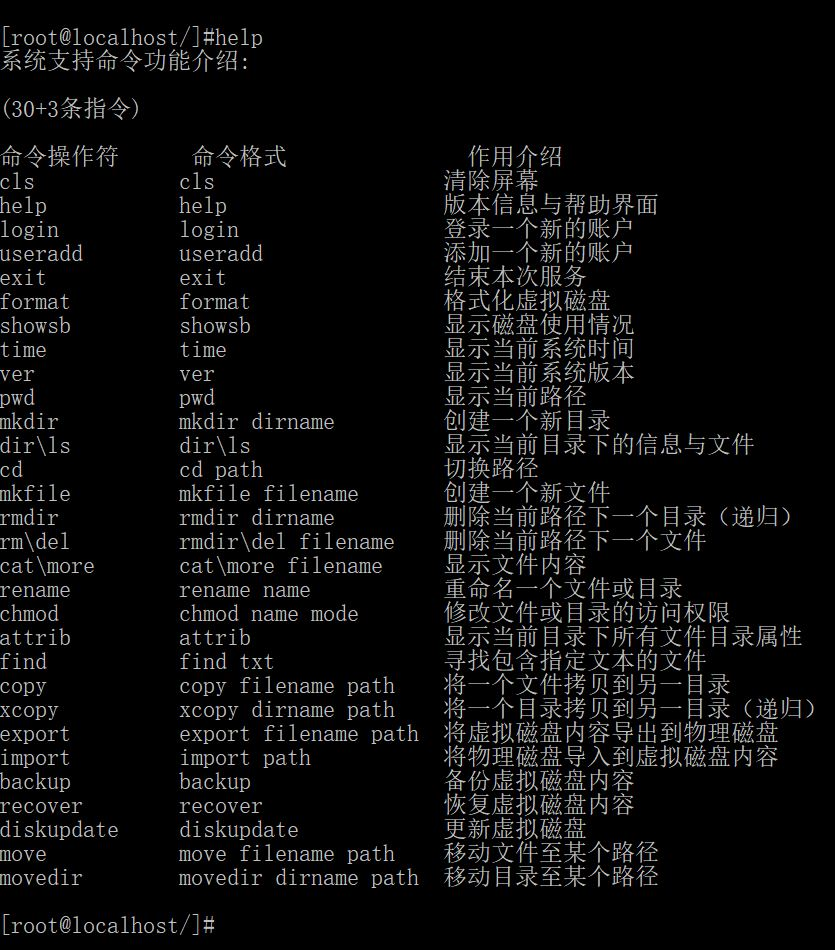 [root@localhost/]#help
系统支持命令功能介绍:
(30+3条指令)
命令操作符 命令格式 作用介绍
cls cls 清除屏幕
help help 版本信息与帮助界面
login login 登录一个新的账户
useradd useradd 添加一个新的账户
exit exit 结束本次服务
format format 格式化虚拟磁盘
showsb showsb 显示磁盘使用情况
time time 显示当前系统时间
ver ver 显示当前系统版本
pwd pwd 显示当前路径
mkdir mkdir dirname 创建一个新目录
dir\ls dir\ls 显示当前目录下的信息与文件
cd cd path 切换路径
mkfile mkfile filename 创建一个新文件
rmdir rmdir dirname 删除当前路径下一个目录（递归）
rm\del rmdir\del filename 删除当前路径下一个文件
cat\more cat\more filename 显示文件内容
rename rename name 重命名一个文件或目录
chmod chmod name mode 修改文件或目录的访问权限
attrib attrib 显示当前目录下所有文件目录属性
find find txt 寻找包含指定文本的文件
copy copy filename path 将一个文件拷贝到另一目录
xcopy xcopy dirname path 将一个目录拷贝到另一目录（递归）
export export filename path 将虚拟磁盘内容导出到物理磁盘
import import path 将物理磁盘导入到虚拟磁盘内容
backup backup 备份虚拟磁盘内容
recover recover 恢复虚拟磁盘内容
diskupdate diskupdate 更新虚拟磁盘
move move filename path 移动文件至某个路径
movedir movedir dirname path 移动目录至某个路径
[root@localhost/]#